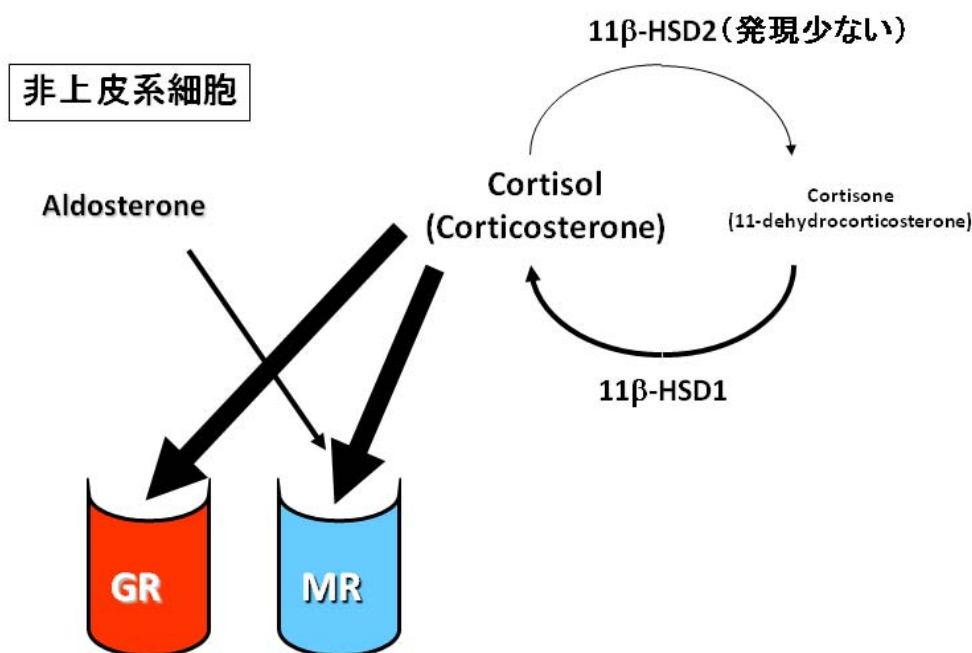 11β-HSD2(発現少ない)
非上皮系細胞
Aldosterone
Cortisol
(Corticosterone)
Cortisone
(11-dehydrocorticosterone)
11β-HSD1
GR
MR